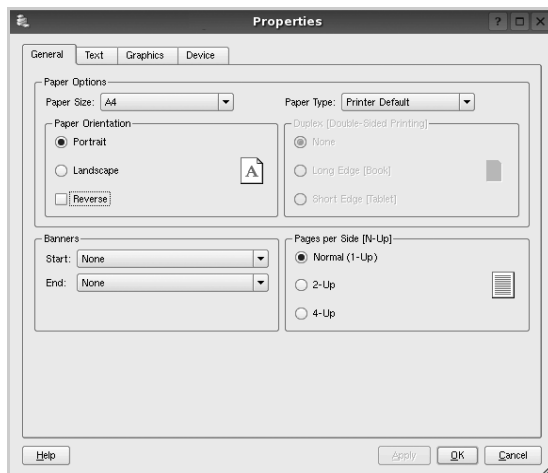 Properties
General Text Graphics Device
Paper Options
Paper Size: A4 Paper Type: Printer Default
Paper Orientation
Portrait
Landscape
Reverse
A
Duplex [Double-Sided Printing]
None
Long Edge [Book]
Short Edge [Tablet]
Banners
Start: None
End: None
Pages per Side [N-Up]
Normal (1-Up)
2-Up
4-Up
Help Apply OK Cancel